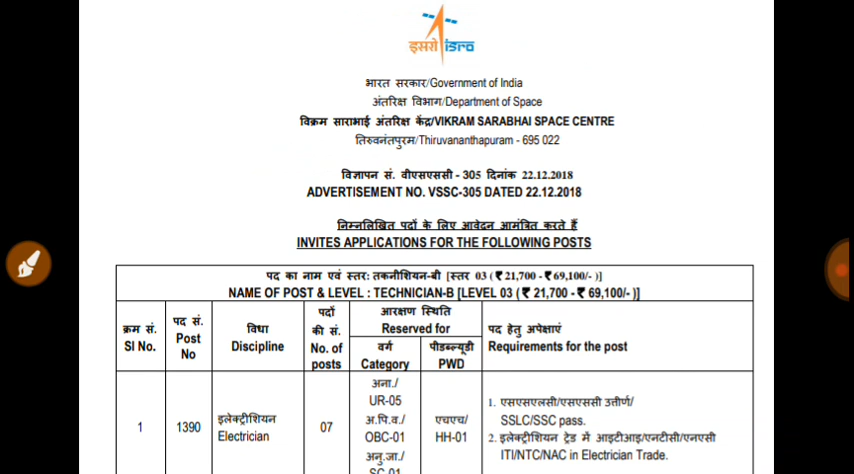 इसरो isro
भारत सरकार/Government of India
अंतरिक्ष विभाग/Department of Space
विक्रम साराभाई अंतरिक्ष केंद्र/VIKRAM SARABHAI SPACE CENTRE
तिरुवनंतपुरम/Thiruvananthapuram - 695 022
विज्ञापन सं. वीएसएससी - 305 दिनांक 22.12.2018
ADVERTISEMENT NO. VSSC-305 DATED 22.12.2018
निम्नलिखित पदों के लिए आवेदन आमंत्रित करते हैं
INVITES APPLICATIONS FOR THE FOLLOWING POSTS
पद का नाम एवं स्तर: तकनीशियन-बी [स्तर 03 (₹ 21,700 - ₹ 69,100/- )]
NAME OF POST & LEVEL : TECHNICIAN-B [LEVEL 03 (₹ 21,700 - ₹ 69,100/- )]
क्रम सं.
Sl No.
पद सं.
Post
No
विधा
Discipline
पदों
की सं.
No. of
posts
आरक्षण स्थिति
Reserved for
वर्ग
Category
पीडब्ल्यूडी
PWD
पद हेतु अपेक्षाएं
Requirements for the post
1
1390
इलेक्ट्रीशियन
Electrician
07
अना./
UR-05
अ.पि.व./
OBC-01
अनु.जा./
SC-01
एचएच/
HH-01
1. एसएसएलसी/एसएससी उत्तीर्ण/
SSLC/SSC pass.
2. इलेक्ट्रीशियन ट्रेड में आइटीआइ/एनटीसी/एनएसी
ITI/NTC/NAC in Electrician Trade.